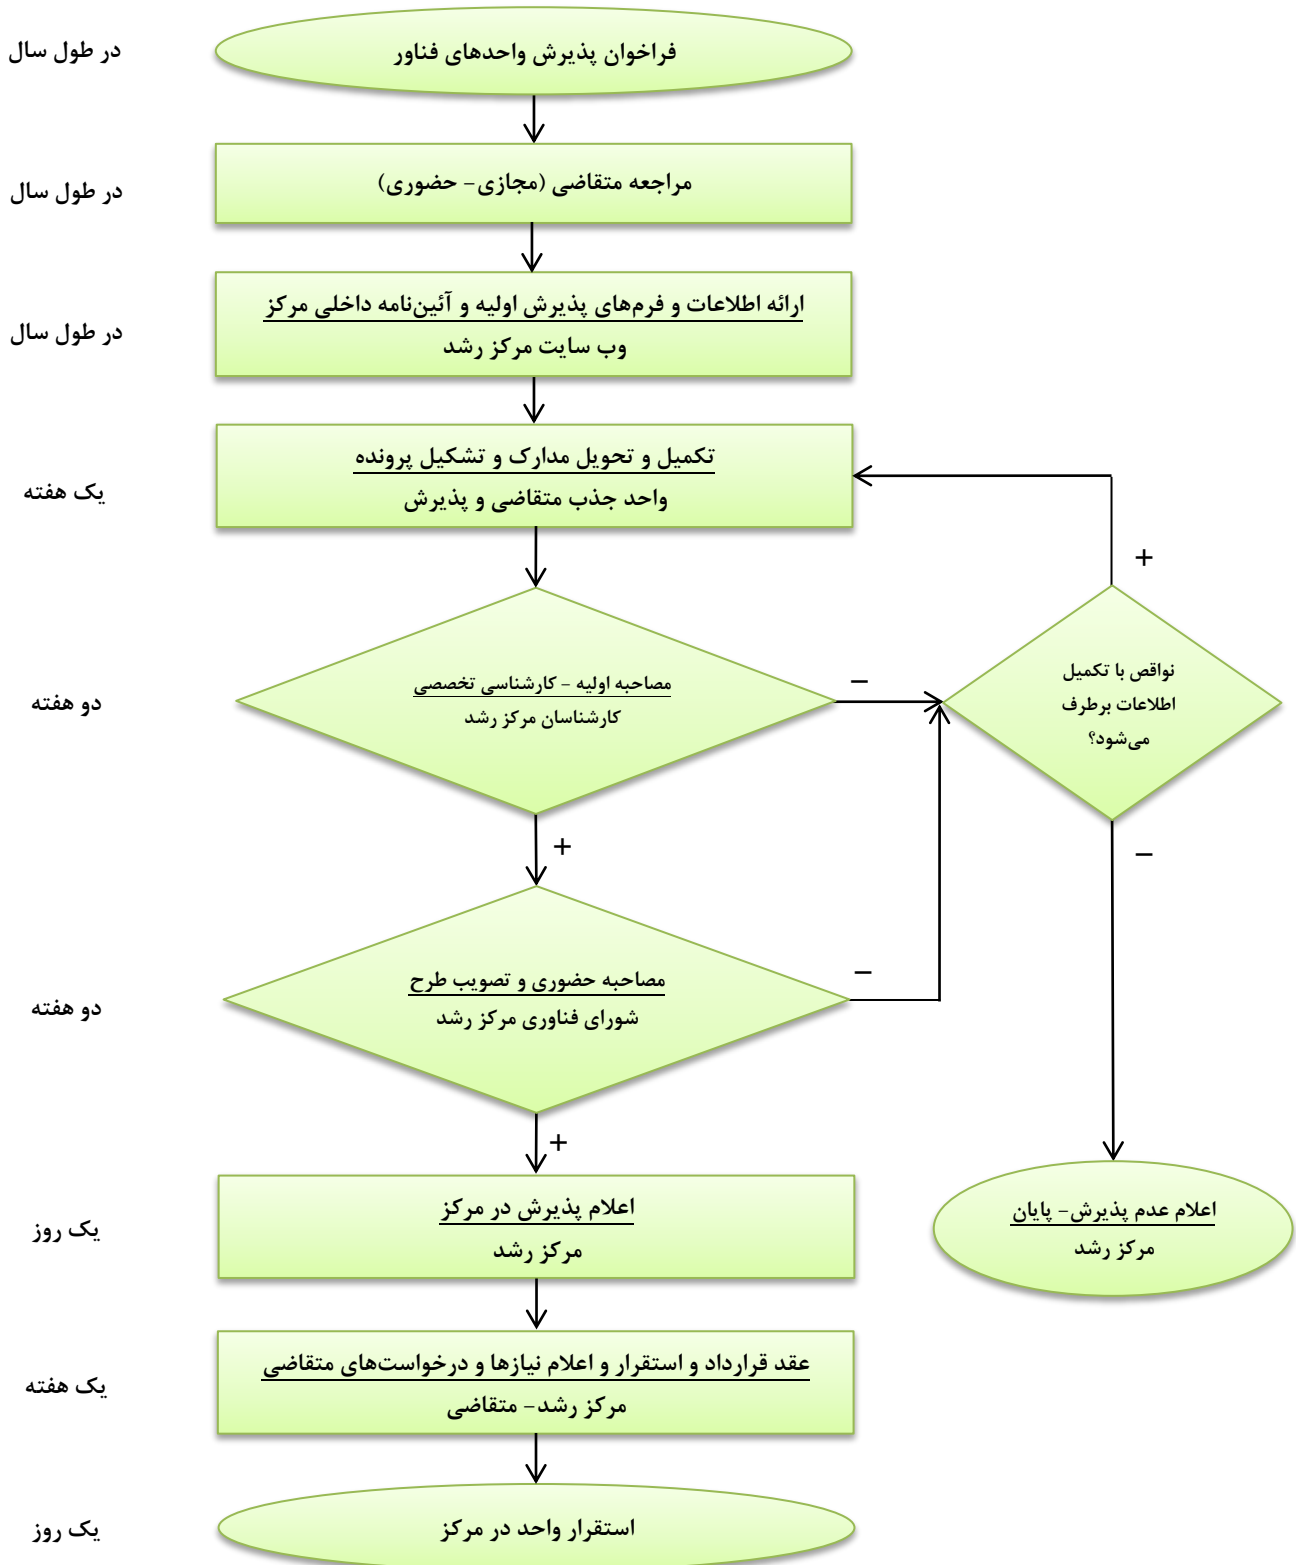 فراخوان پذیرش واحدهای فناور
در طول سال
مراجعه متقاضی (مجازی- حضوری)
در طول سال
ارائه اطلاعات و فرم‌های پذیرش اولیه و آئین‌نامه داخلی مرکز
وب سایت مرکز رشد
در طول سال
تکمیل و تحویل مدارک و تشکیل پرونده
واحد جذب متقاضی و پذیرش
یک هفته
+
نواقص با تکمیل
اطلاعات برطرف
می‌شود؟
–
مصاحبه اولیه - کارشناسی تخصصی
کارشناسان مرکز رشد
دو هفته
+
–
–
مصاحبه حضوری و تصویب طرح
شورای فناوری مرکز رشد
دو هفته
+
اعلام پذیرش در مرکز
مرکز رشد
یک روز
اعلام عدم پذیرش- پایان
مرکز رشد
عقد قرارداد و استقرار و اعلام نیازها و درخواست‌های متقاضی
مرکز رشد- متقاضی
یک هفته
استقرار واحد در مرکز
یک روز